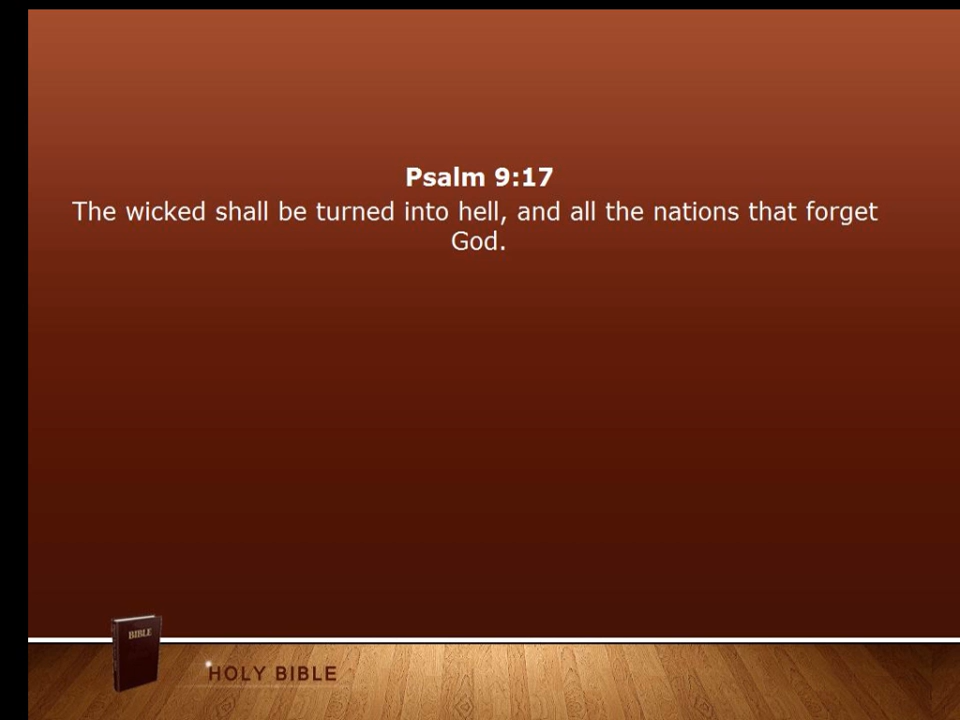 Psalm 9:17
The wicked shall be turned into hell, and all the nations that forget
God.
BIBLE
HOLY BIBLE